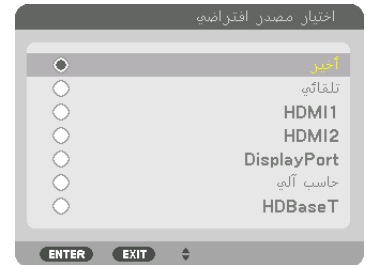 اختيار مصدر افتراضي
أخير
تلقائي
HDMI1
HDMI2
DisplayPort
حاسب آلي
HDBaseT
ENTER EXIT